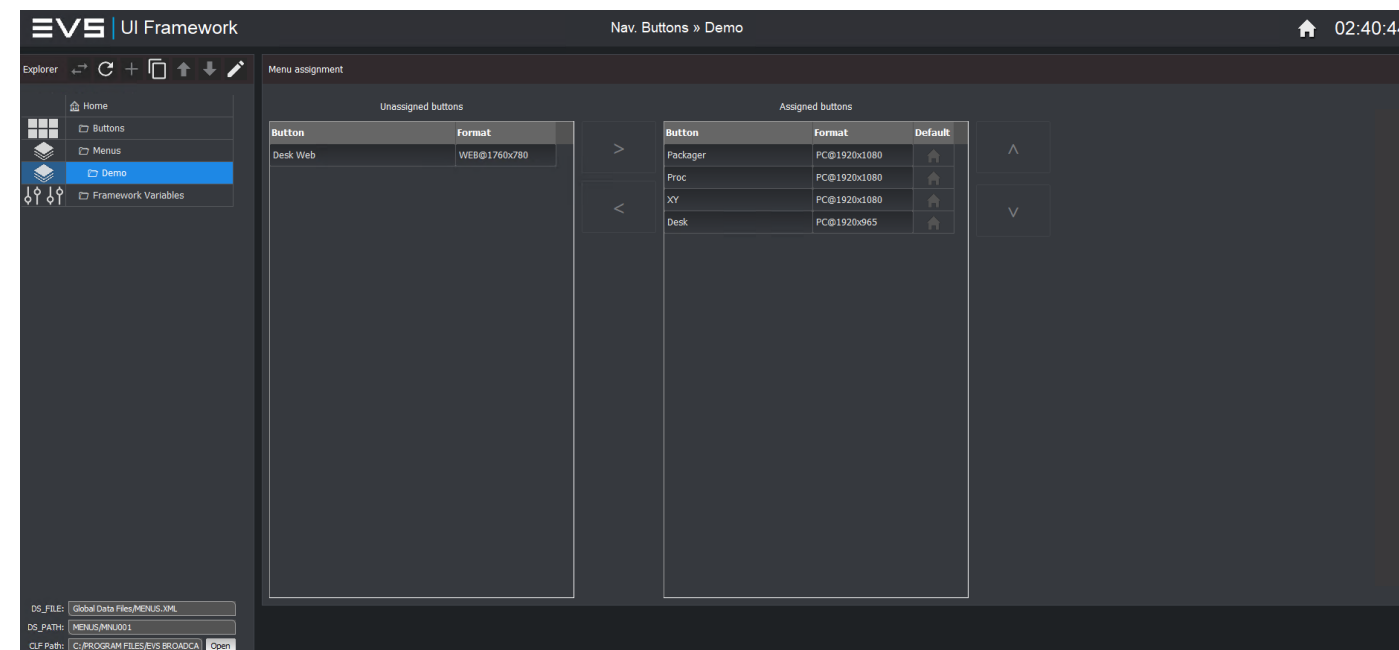 EVS | UI Framework
Nav. Buttons » Demo
02:40:4
Explorer
Menu assignment
Home
Buttons
Menus
Demo
Framework Variables
Unassigned buttons
Button Format
Desk Web WEB@1760x780
>
<
Assigned buttons
Button Format Default
Packager PC@1920x1080
Proc PC@1920x1080
XY PC@1920x1080
Desk PC@1920x965
DS_FILE: Global Data Files/MENUS.XML
DS_PATH: MENUS/MNU001
CLF Path: C:/PROGRAM FILES/EVS BROADCA Open